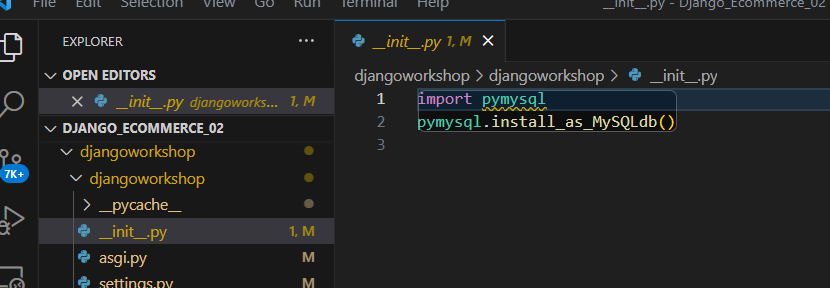 File Edit Selection View Go Run Terminal Help
__init__.py - Django_Ecommerce_02
EXPLORER
...
__init__.py 1, M
OPEN EDITORS
__init__.py djangoworks... 1, M
djangoworkshop > djangoworkshop > __init__.py
DJANGO_ECOMMERCE_02
djangoworkshop
djangoworkshop
__pycache__
__init__.py 1, M
asgi.py M
settings.py M
7K+
1 import pymysql
2 pymysql.install_as_MySQLdb()
3